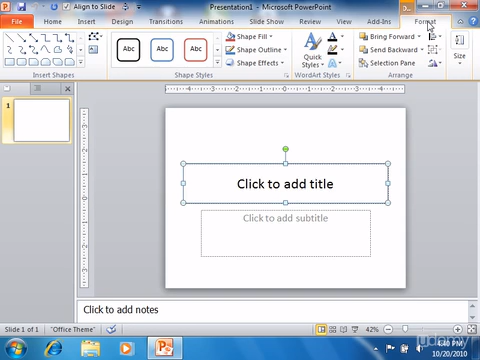 Align to Slide
Presentation1 - Microsoft PowerPoint
File Home Insert Design Transitions Animations Slide Show Review View Add-Ins Format
Abc Abc Abc
Shape Fill
Shape Outline
Shape Effects
Quick
Styles
Bring Forward
Send Backward
Selection Pane
Size
Insert Shapes Shape Styles WordArt Styles Arrange
1
Click to add title
Click to add subtitle
Click to add notes
Slide 1 of 1 "Office Theme" 42%
4:40 PM
10/20/2010
udemy